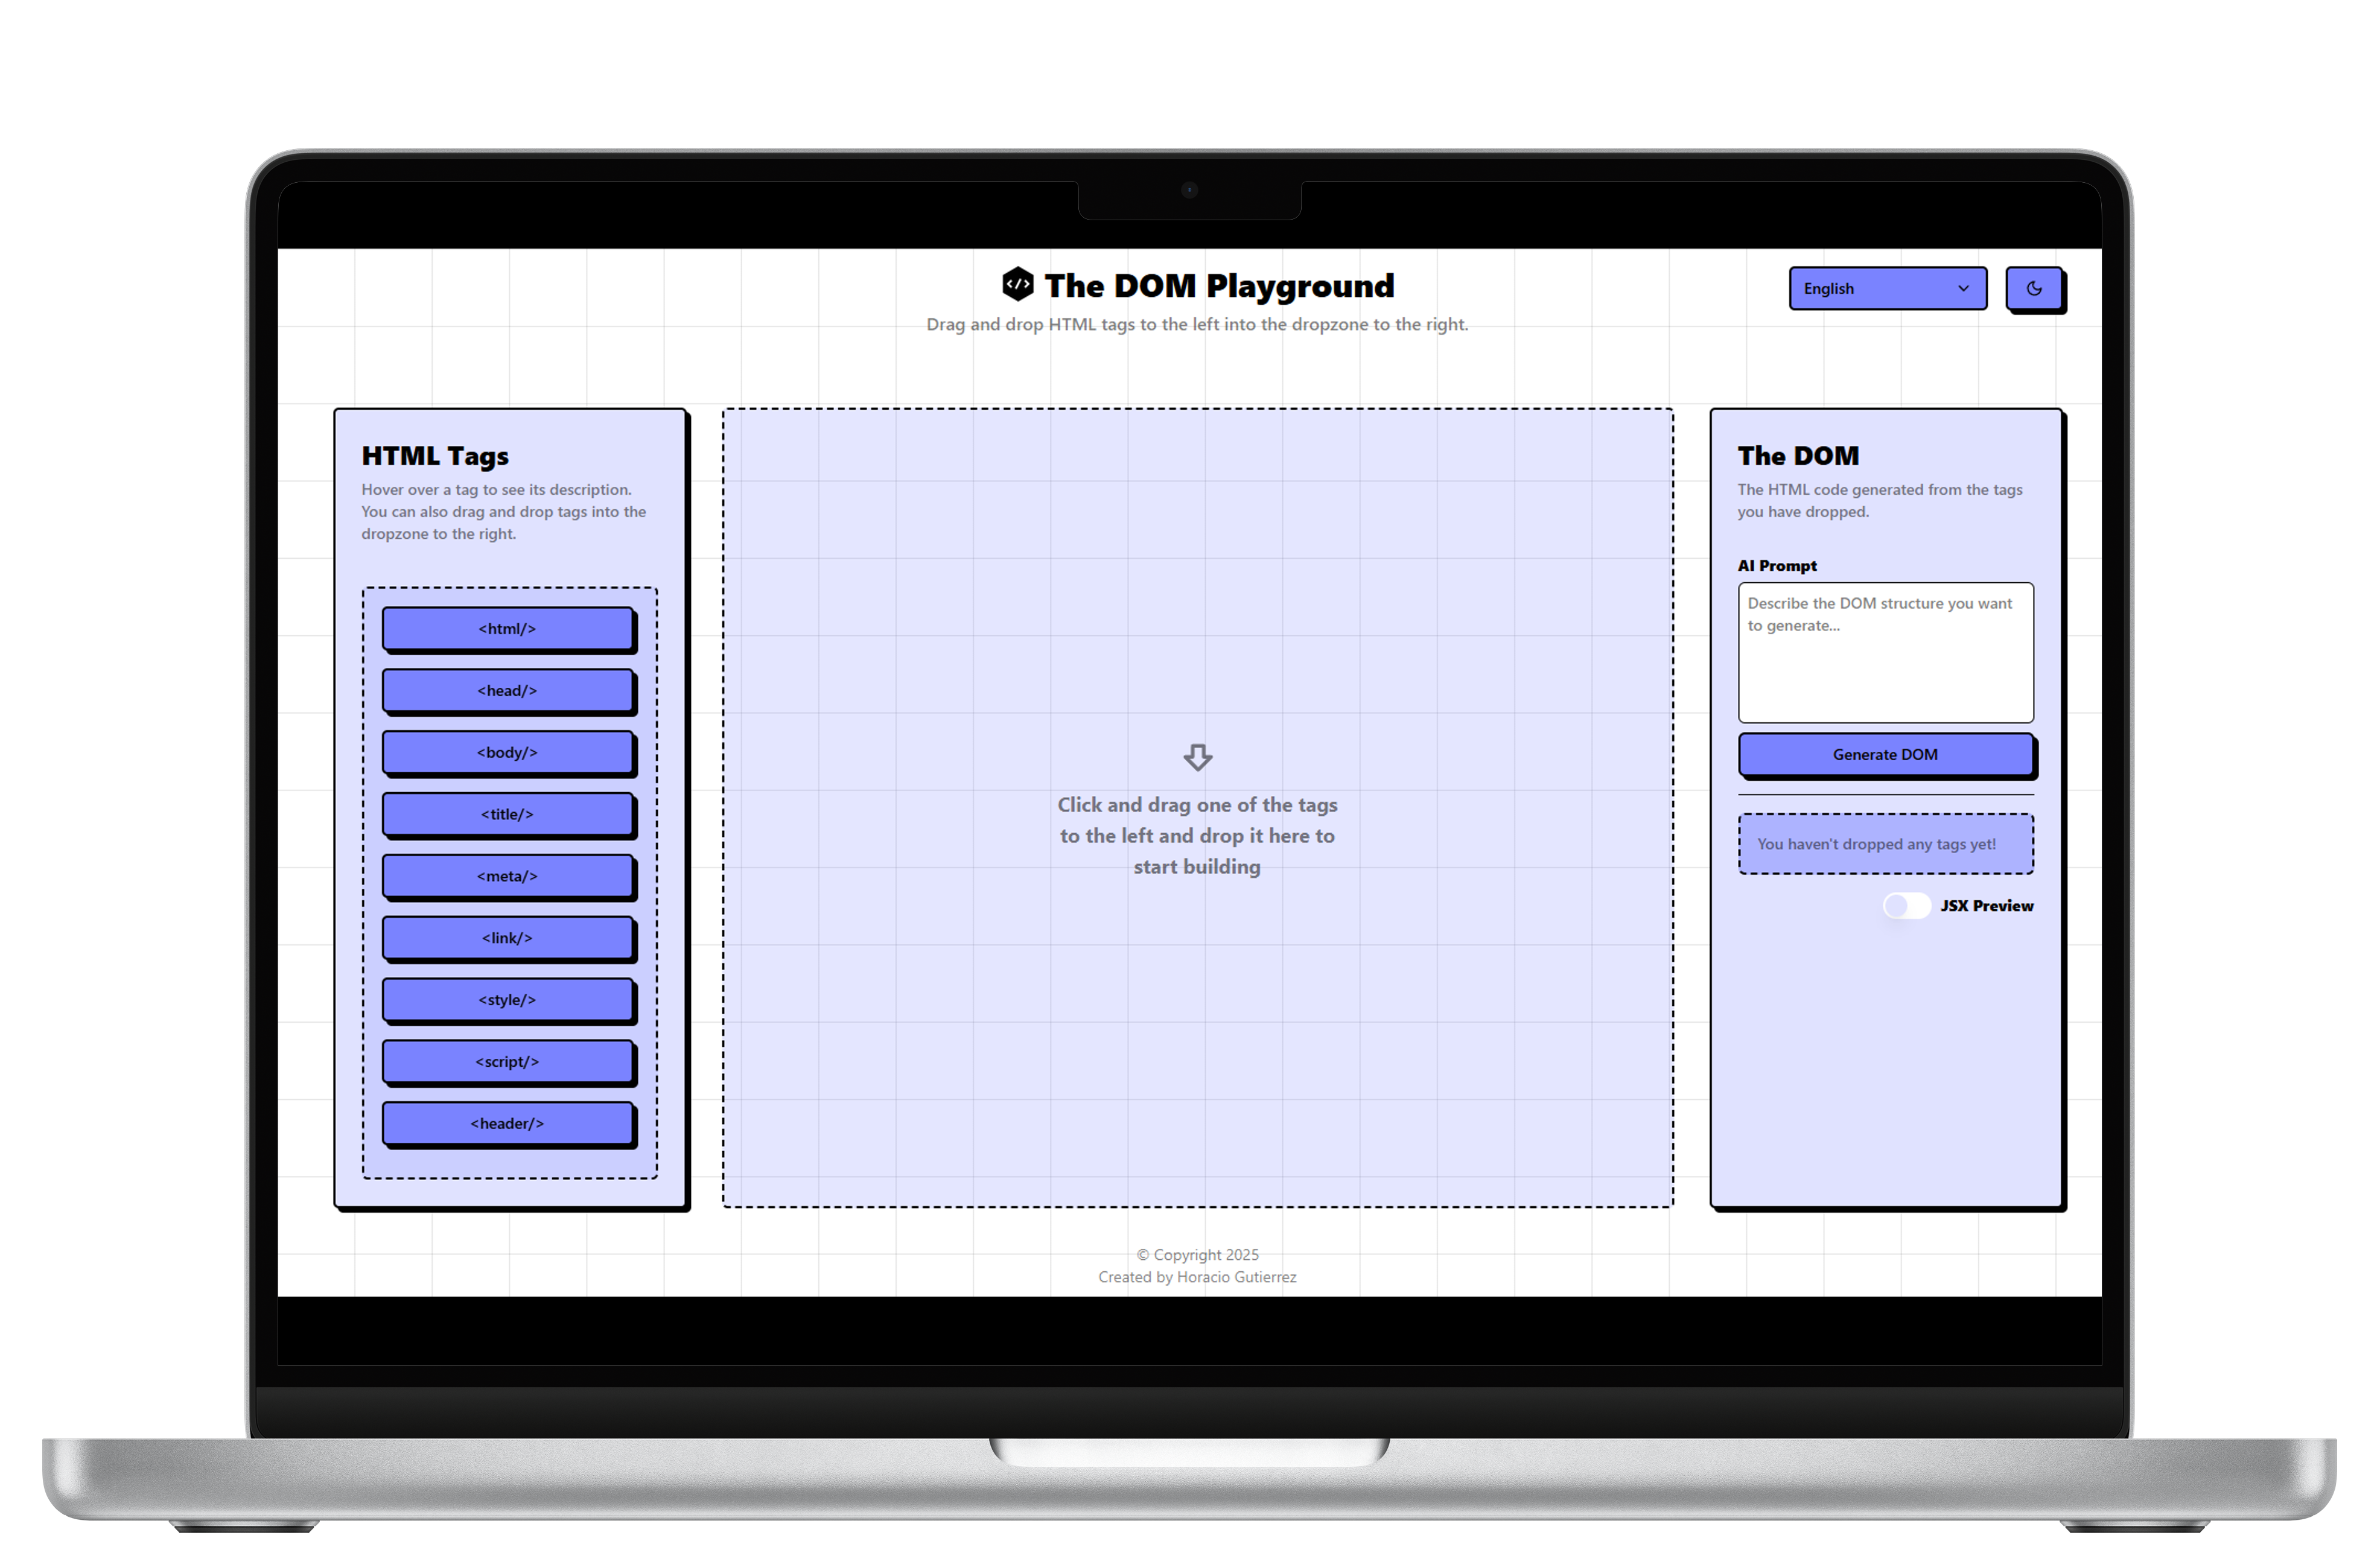 </>
The DOM Playground
Drag and drop HTML tags to the left into the dropzone to the right.
English
HTML Tags
Hover over a tag to see its description.
You can also drag and drop tags into the
dropzone to the right.
<html/>
<head/>
<body/>
<title/>
<meta/>
<link/>
<style/>
<script/>
<header/>
Click and drag one of the tags
to the left and drop it here to
start building
The DOM
The HTML code generated from the tags
you have dropped.
AI Prompt
Describe the DOM structure you want
to generate...
Generate DOM
You haven't dropped any tags yet!
JSX Preview
© Copyright 2025
Created by Horacio Gutierrez